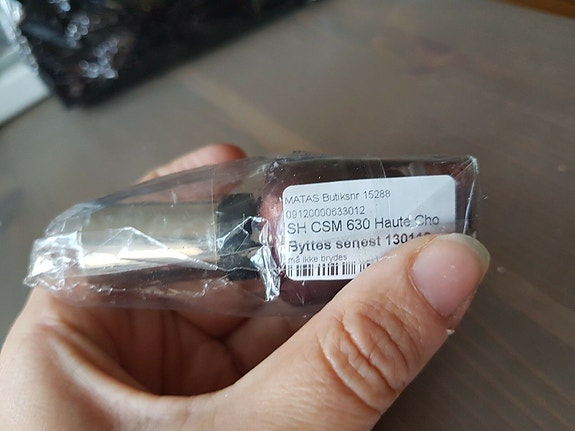 MATAS Butiksnr 15288
09120000633012
SH CSM 630 Haute Cho
Byttes senest
må ikke brydes